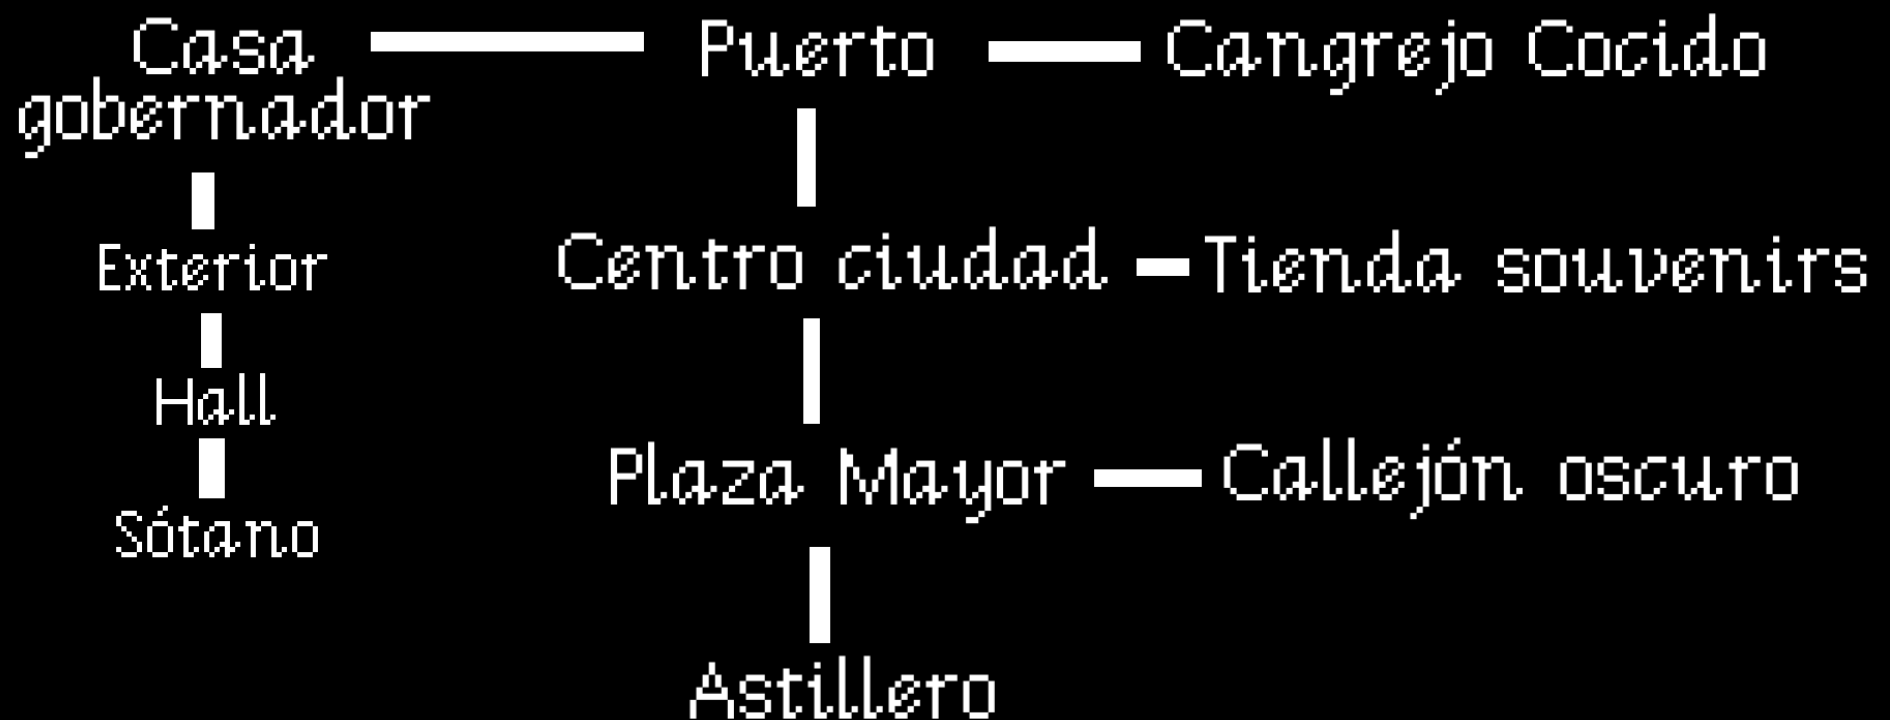 Casa
gobernador
Puerto
Cangrejo Cocido
Exterior
Centro ciudad
Tienda souvenirs
Hall
Plaza Mayor
Callejón oscuro
Sótano
Astillero